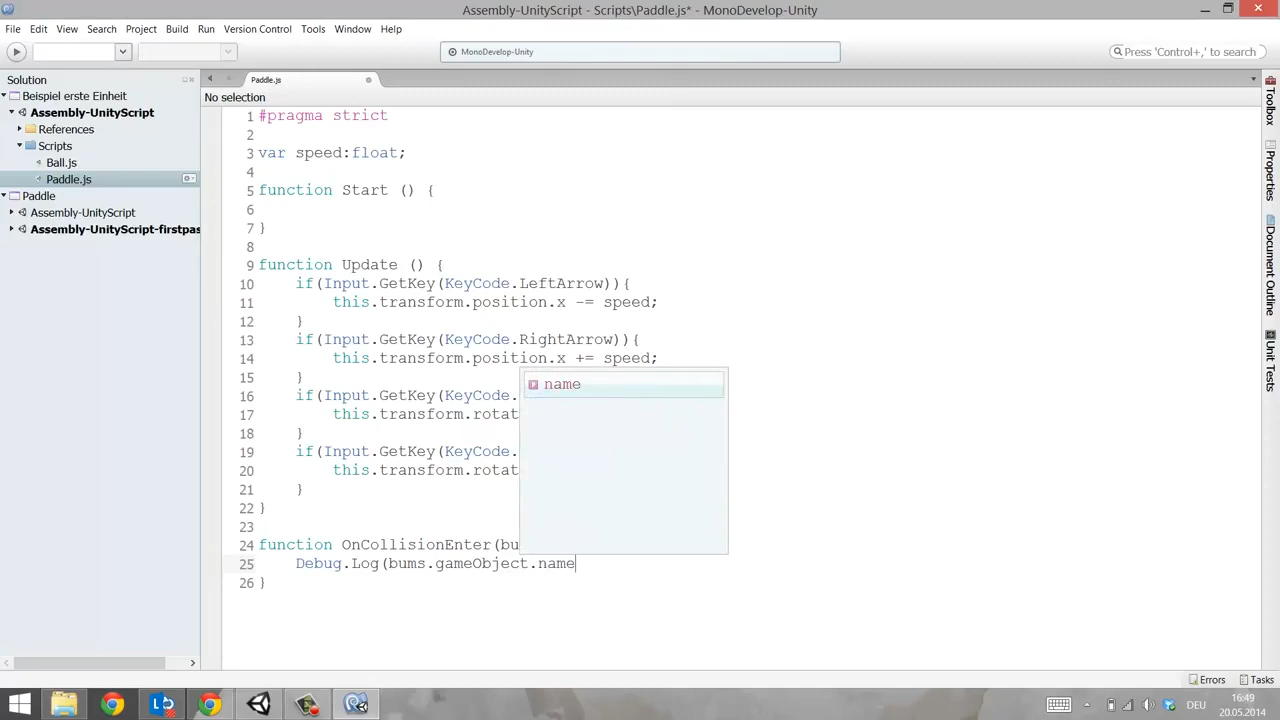 Assembly-UnityScript - Scripts\Paddle.js* - MonoDevelop-Unity
File Edit View Search Project Build Run Version Control Tools Window Help
MonoDevelop-Unity
Press 'Control+,' to search
Solution
Paddle.js
Beispiel erste Einheit
Assembly-UnityScript
References
Scripts
Ball.js
Paddle.js
Paddle
Assembly-UnityScript
Assembly-UnityScript-firstpas
No selection
1 #pragma strict
2
3 var speed:float;
4
5 function Start () {
6
7 }
8
9 function Update () {
10 if(Input.GetKey(KeyCode.LeftArrow)){
11 this.transform.position.x -= speed;
12 }
13 if(Input.GetKey(KeyCode.RightArrow)){
14 this.transform.position.x += speed;
15 }
16 if(Input.GetKey(KeyCode.
17 this.transform.rotat
18 }
19 if(Input.GetKey(KeyCode.
20 this.transform.rotat
21 }
22 }
23
24 function OnCollisionEnter(bu
25 Debug.Log(bums.gameObject.name
26 }
name
Toolbox
Properties
Document Outline
Unit Tests
Errors Tasks
DEU
16:49
20.05.2014